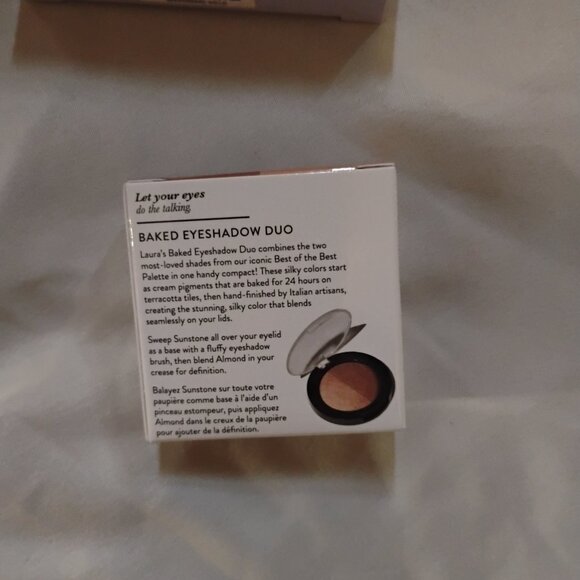 Let your eyes
do the talking.
BAKED EYESHADOW DUO
Laura's Baked Eyeshadow Duo combines the two
most-loved shades from our iconic Best of the Best
Palette in one handy compact! These silky colors start
as cream pigments that are baked for 24 hours on
terracotta tiles, then hand-finished by Italian artisans,
creating the stunning, silky color that blends
seamlessly on your lids.
Sweep Sunstone all over your eyelid
as a base with a fluffy eyeshadow
brush, then blend Almond in your
crease for definition.
Balayez Sunstone sur toute votre
paupière comme base à l'aide d'un
pinceau estompeur, puis appliquez
Almond dans le creux de la paupière
pour ajouter de la définition.